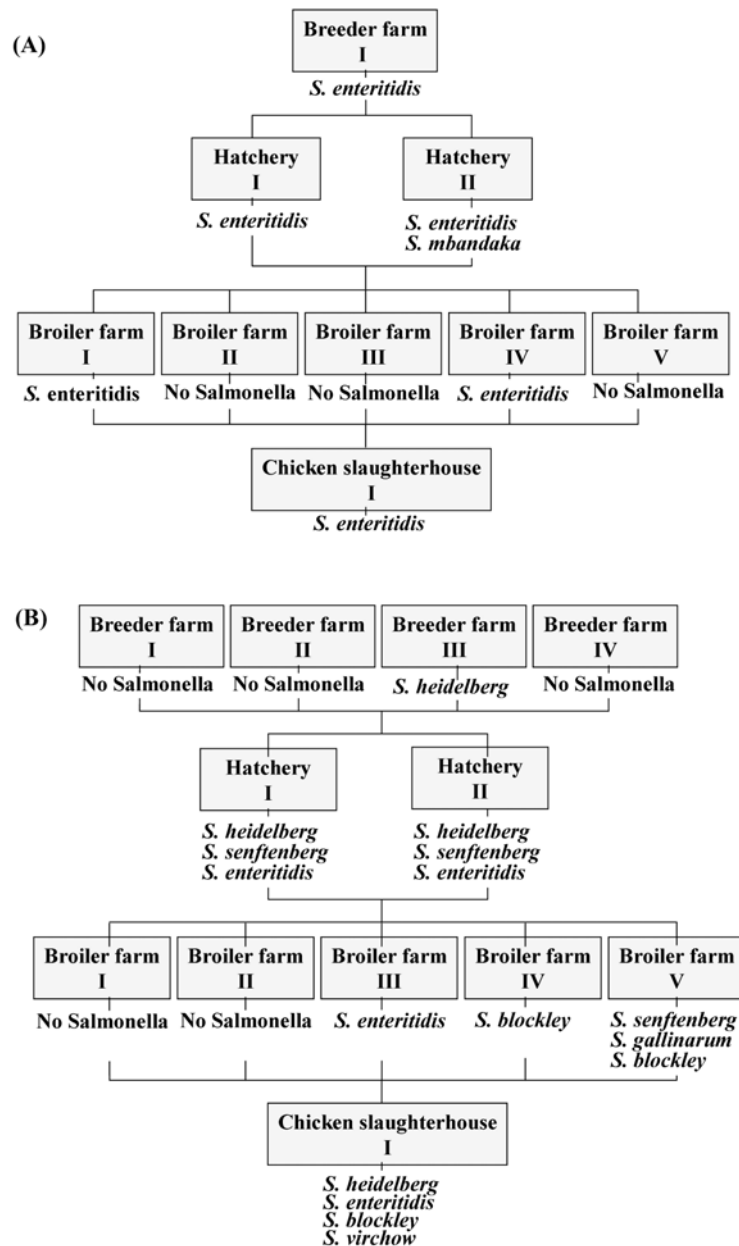 (A)
Breeder farm
I
S. enteritidis
Hatchery
I
S. enteritidis
Hatchery
II
S. enteritidis
S. mbandaka
Broiler farm
I
S. enteritidis
Broiler farm
II
No Salmonella
Broiler farm
III
No Salmonella
Broiler farm
IV
S. enteritidis
Broiler farm
V
No Salmonella
Chicken slaughterhouse
I
S. enteritidis
(B)
Breeder farm
I
No Salmonella
Breeder farm
II
No Salmonella
Breeder farm
III
S. heidelberg
Breeder farm
IV
No Salmonella
Hatchery
I
S. heidelberg
S. senftenberg
S. enteritidis
Hatchery
II
S. heidelberg
S. senftenberg
S. enteritidis
Broiler farm
I
No Salmonella
Broiler farm
II
No Salmonella
Broiler farm
III
S. enteritidis
Broiler farm
IV
S. blockley
Broiler farm
V
S. senftenberg
S. gallinarum
S. blockley
Chicken slaughterhouse
I
S. heidelberg
S. enteritidis
S. blockley
S. virchow